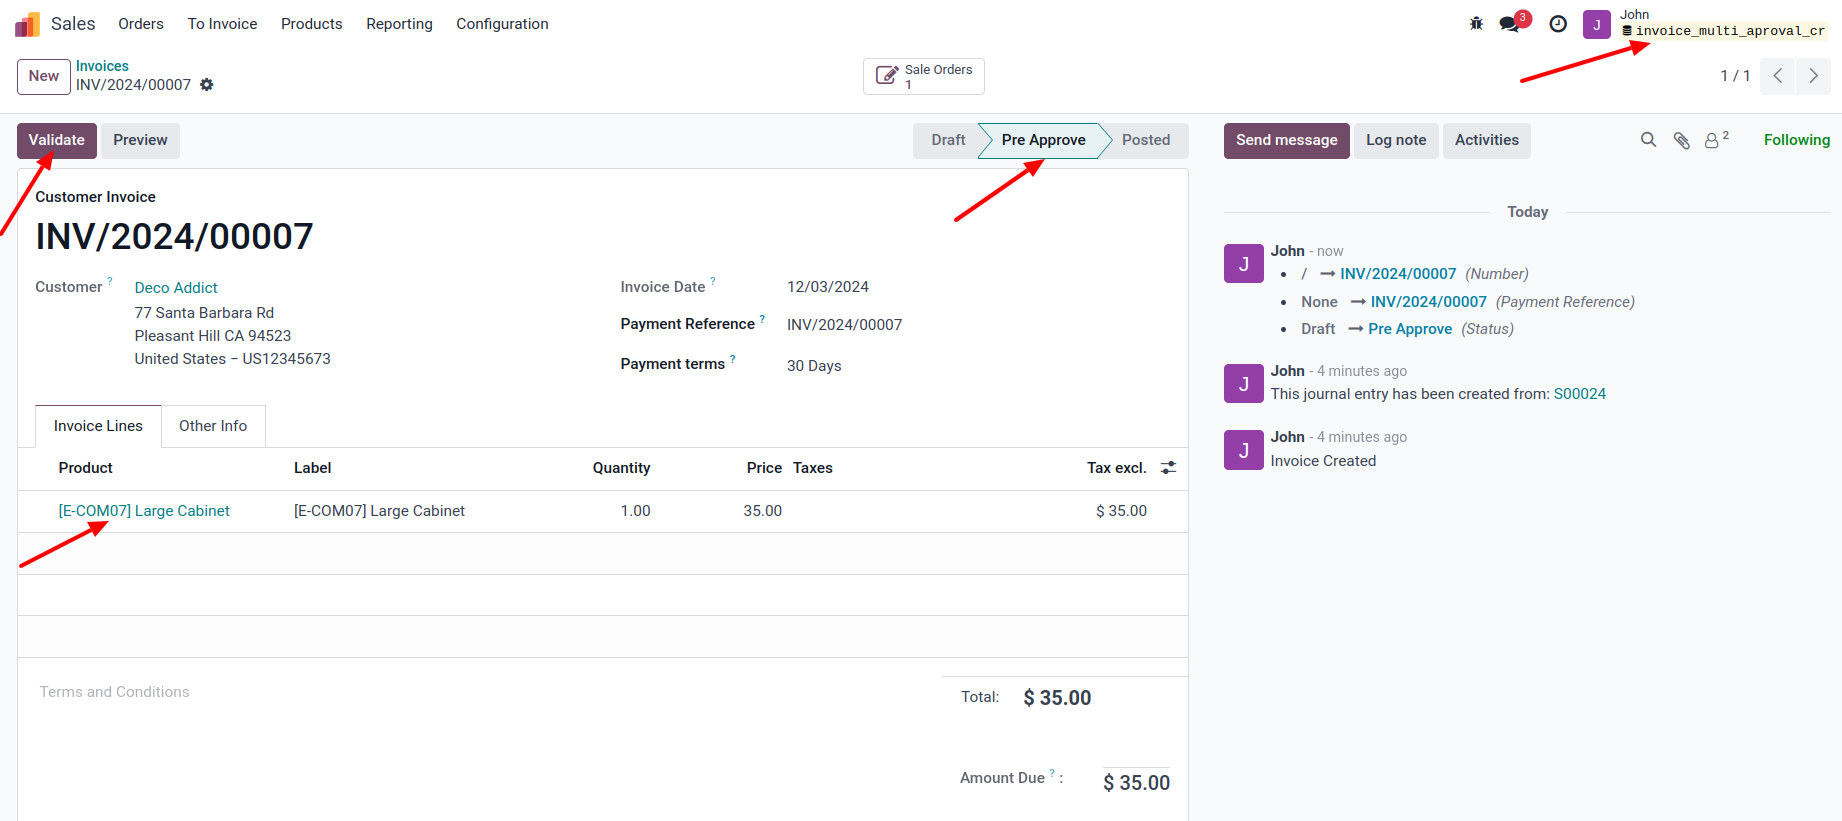 Sales Orders To Invoice Products Reporting Configuration
3 J John
invoice_multi_aproval_cr
New Invoices
INV/2024/00007
Sale Orders
1
1 / 1
Validate Preview
Draft Pre Approve Posted
Send message Log note Activities
2 Following
Customer Invoice
INV/2024/00007
Customer ? Deco Addict
77 Santa Barbara Rd
Pleasant Hill CA 94523
United States – US12345673
Invoice Date ? 12/03/2024
Payment Reference ? INV/2024/00007
Payment terms ? 30 Days
Invoice Lines Other Info
Product Label Quantity Price Taxes Tax excl.
[E-COM07] Large Cabinet [E-COM07] Large Cabinet 1.00 35.00 $ 35.00
Terms and Conditions
Total: $ 35.00
Amount Due ? : $ 35.00
Today
J John - now
• / → INV/2024/00007 (Number)
• None → INV/2024/00007 (Payment Reference)
• Draft → Pre Approve (Status)
J John - 4 minutes ago
This journal entry has been created from: S00024
J John - 4 minutes ago
Invoice Created